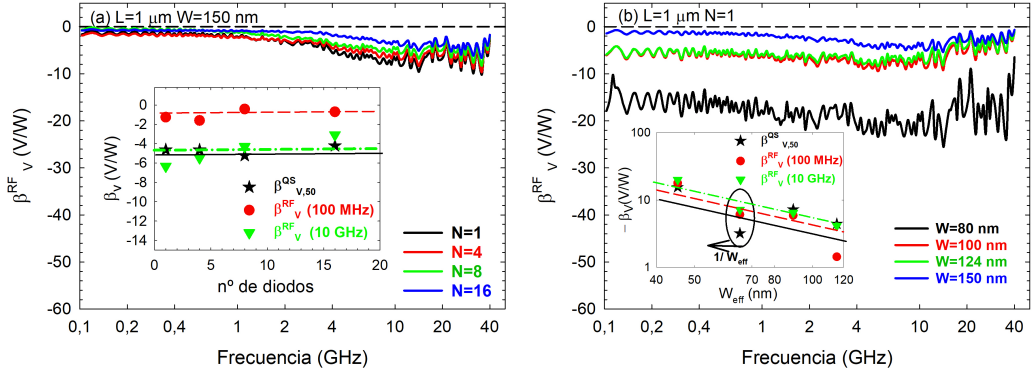 (a) L=1 μm W=150 nm
0
-10
-20
-30
-40
-50
-60
β^RF_V (V/W)
0
-2
-4
-6
-8
-10
-12
-14
β_V (V/W)
β^QS_V,50
β^RF_V (100 MHz)
β^RF_V (10 GHz)
0 5 10 15 20
nº de diodos
N=1
N=4
N=8
N=16
0,1 0,2 0,4 1 2 4 10 20 40
Frecuencia (GHz)
(b) L=1 μm N=1
0
-10
-20
-30
-40
-50
-60
β^RF_V (V/W)
100
10
1
− β_V (V/W)
β^QS_V,50
β^RF_V (100 MHz)
β^RF_V (10 GHz)
1/ W_eff
40 70 100 120
W_eff (nm)
W=80 nm
W=100 nm
W=124 nm
W=150 nm
0,1 0,2 0,4 1 2 4 10 20 40
Frecuencia (GHz)